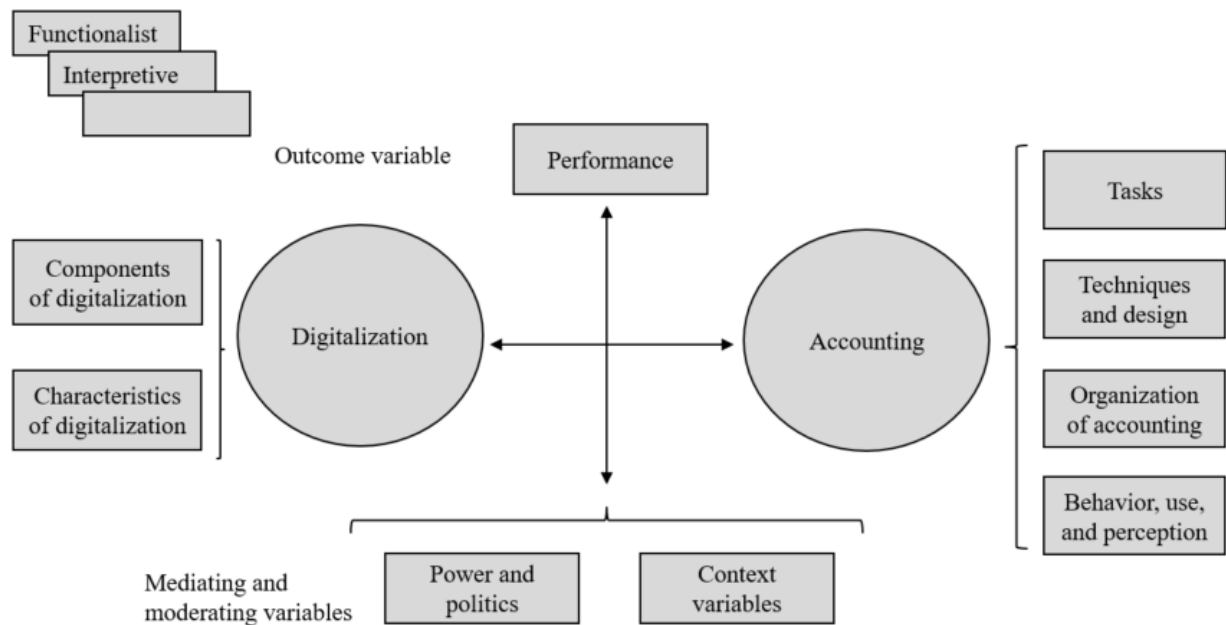 Functionalist
Interpretive
Outcome variable
Performance
Components
of digitalization
Characteristics
of digitalization
Digitalization
Accounting
Tasks
Techniques
and design
Organization
of accounting
Behavior, use,
and perception
Mediating and
moderating variables
Power and
politics
Context
variables